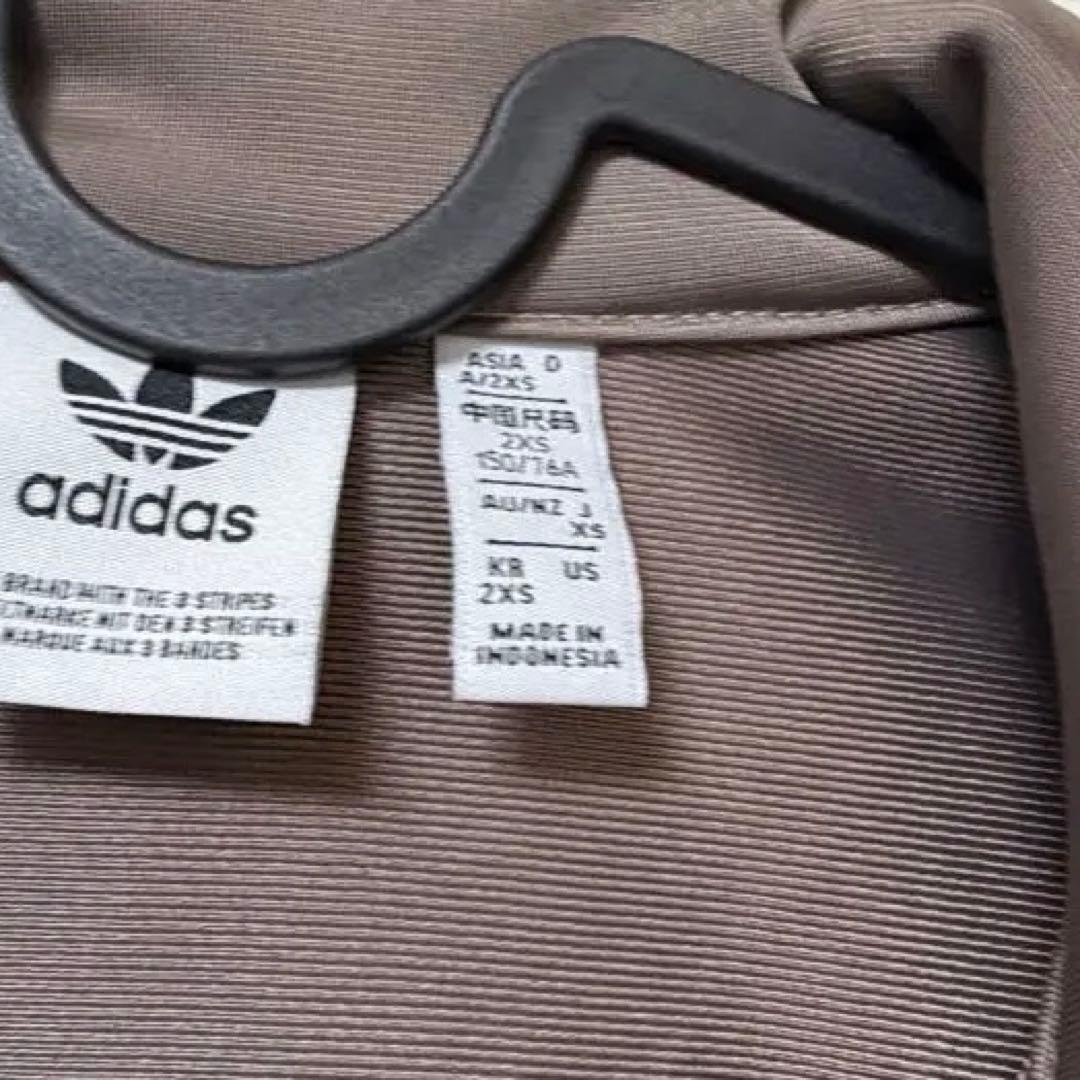 adidas
BRAND WITH THE 3 STRIPES
MARKE MIT DEN 3 STREIFEN
MARQUE AUX 3 BANDES
ASIA D
A/2XS
中国尺码
2XS
150/76A
AU/NZ J
XS
KR US
2XS
MADE IN
INDONESIA